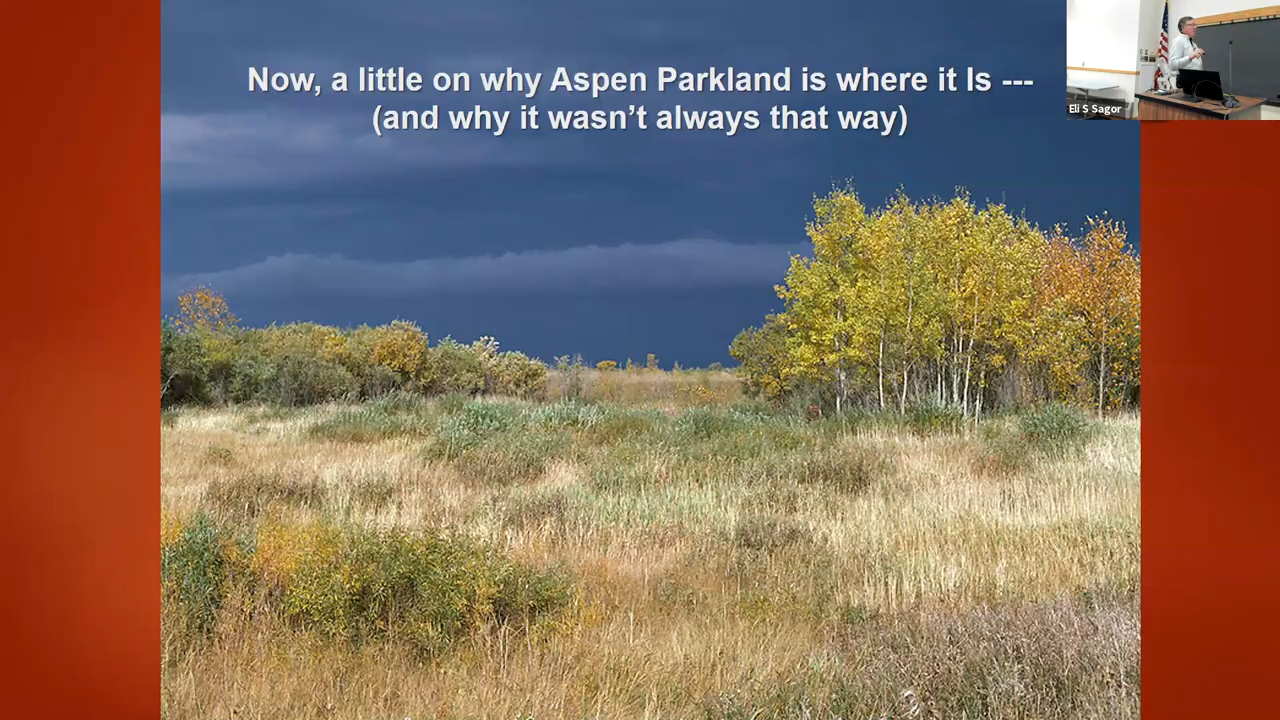 Now, a little on why Aspen Parkland is where it Is ---
(and why it wasn’t always that way)
Eli S Sagor